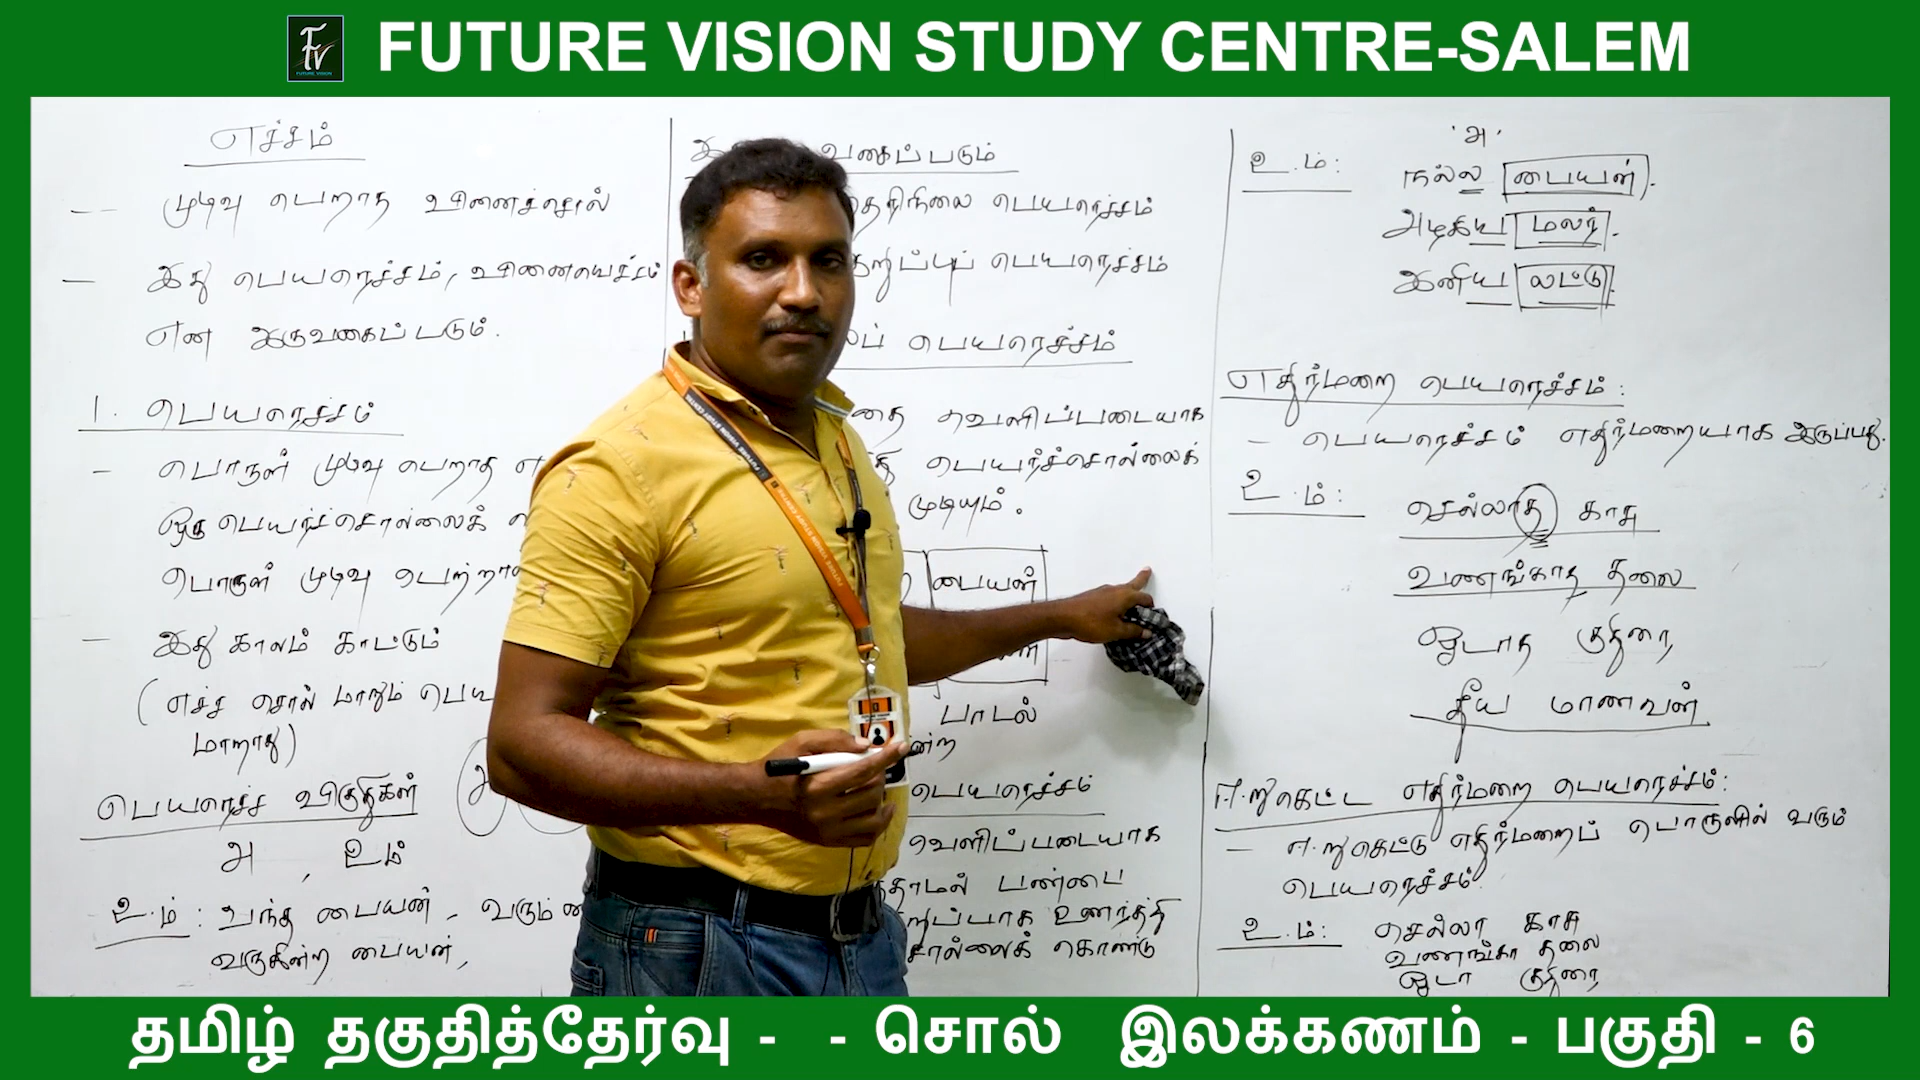 FUTURE VISION STUDY CENTRE-SALEM
FV
FUTURE VISION
எச்சம்
— முடிவு பெறாத வினைச்சொல்
— இது பெயரெச்சம், வினையெச்சம்
என இருவகைப்படும்.
1. பெயரெச்சம்
- பொருள் முடிவு பெறாத
ஒரு பெயர்ச்சொல்லைக்
பொருள் முடிவு
— இது காலம் காட்டும்
(எச்ச சொல் மாறும்
மாறாது)
பெயரெச்ச விகுதிகள்
அ , உம்
உ.ம் : வந்த பையன், வரும்
வருகின்ற பையன்,
வகைப்படும்
தெரிநிலை பெயரெச்சம்
குறிப்புப் பெயரெச்சம்
பெயரெச்சம்
வெளிப்படையாக
பெயர்ச்சொல்லைக்
முடியும்.
பையன்
பாடல்
பெயரெச்சம்
வெளிப்படையாக
பண்பை
உணர்த்தி
கொண்டு
'அ'
உ.ம்: நல்ல பையன்.
அழகிய மலர்.
இனிய லட்டு.
எதிர்மறை பெயரெச்சம் :
- பெயரெச்சம் எதிர்மறையாக இருப்பது.
உ.ம்: செல்லாத காசு
வணங்காத தலை
ஓடாத குதிரை,
தீய மாணவன்
ஈறுகெட்ட எதிர்மறை பெயரெச்சம்:
— ஈறுகெட்டு எதிர்மறைப் பொருளில் வரும்
பெயரெச்சம்.
உ.ம்: செல்லா காசு
வணங்கா தலை
ஓடா குதிரை
தமிழ் தகுதித்தேர்வு - - சொல் இலக்கணம் - பகுதி - 6